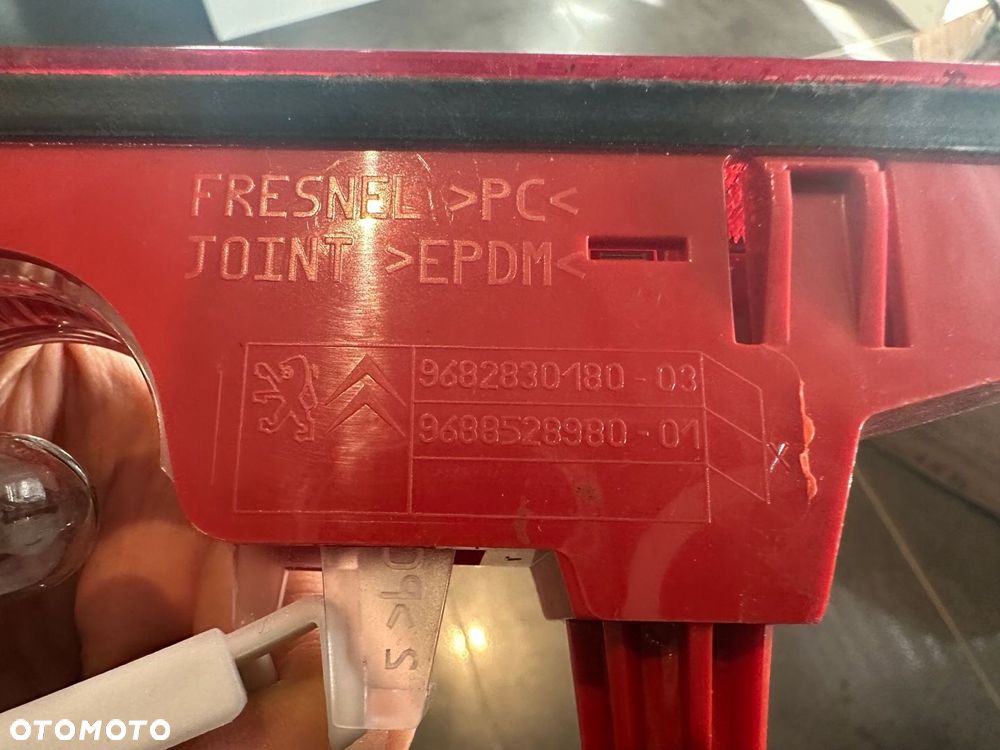 FRESNEL >PC<
JOINT >EPDM<
9682830180-03
9688528980-01
X
OTOMOTO